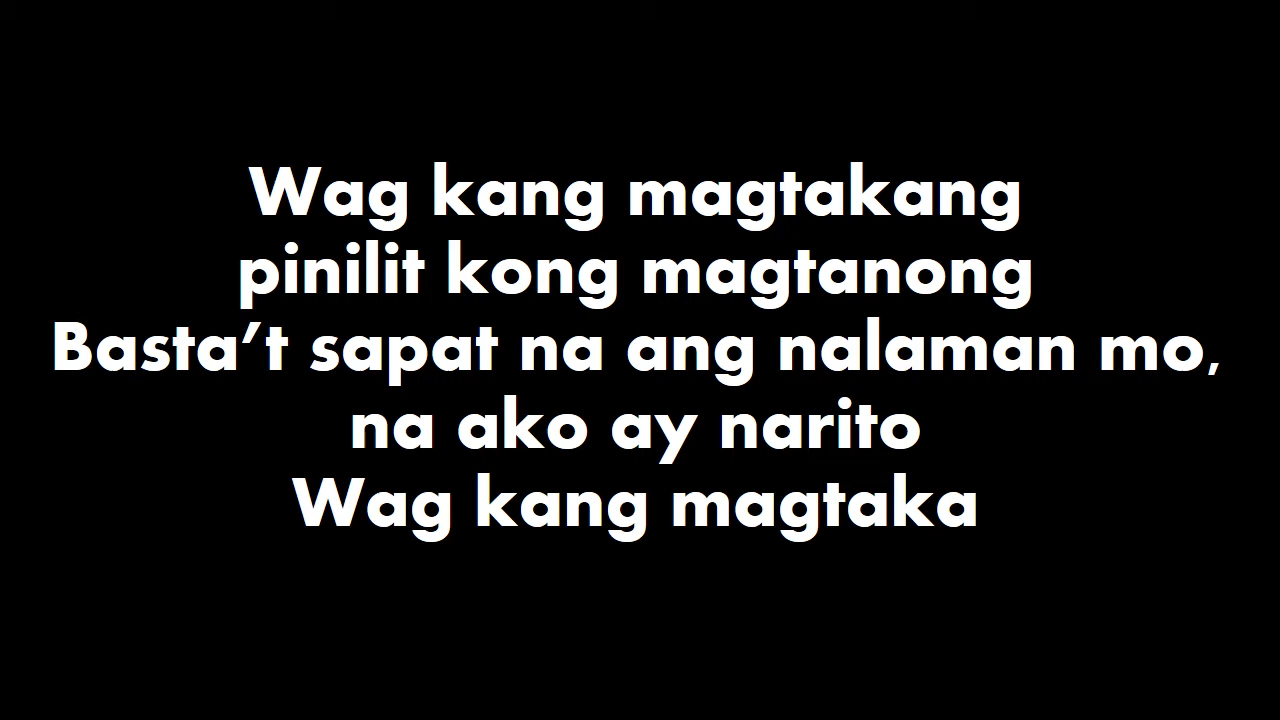 Wag kang magtakang
pinilit kong magtanong
Basta’t sapat na ang nalaman mo,
na ako ay narito
Wag kang magtaka